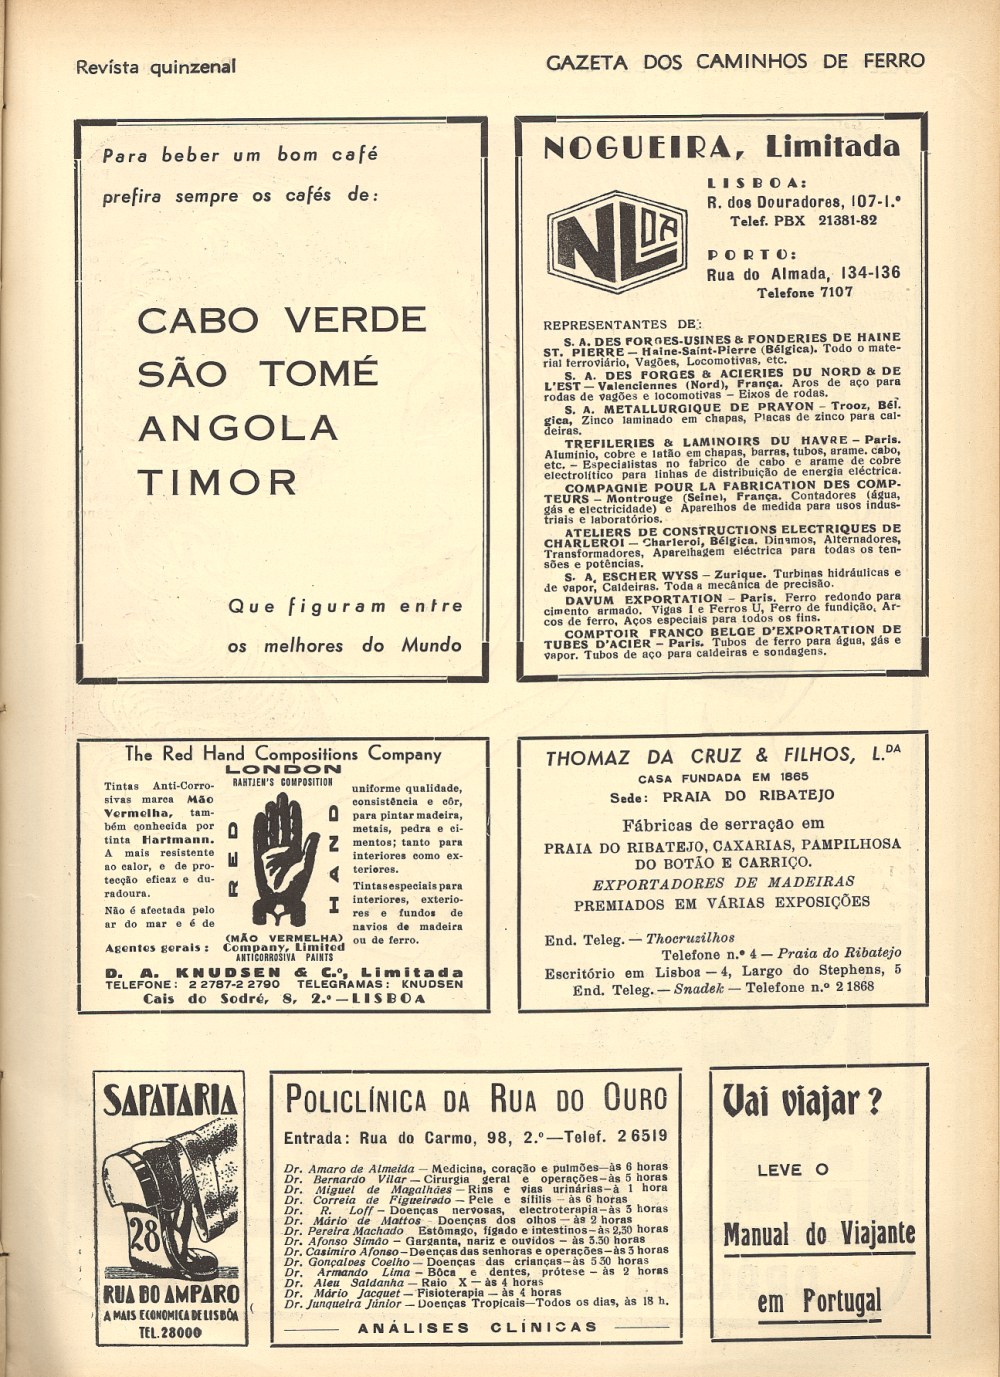 Revísta quinzenal
GAZETA DOS CAMINHOS DE FERRO
Para beber um bom café
prefira sempre os cafés de:
CABO VERDE
SÃO TOMÉ
ANGOLA
TIMOR
Que figuram entre
os melhores do Mundo
NOGUEIRA, Limitada
NLDA
LISBOA:
R. dos Douradores, 107-1.º
Telef. PBX 21381-82
PORTO:
Rua do Almada, 134-136
Telefone 7107
REPRESENTANTES DE:
S. A. DES FORGES-USINES & FONDERIES DE HAINE
ST. PIERRE — Haine-Saint-Pierre (Bélgica). Todo o mate-
rial ferroviário, Vagões, Locomotivas, etc.
S. A. DES FORGES & ACIERIES DU NORD & DE
L'EST — Valenciennes (Nord), França. Aros de aço para
rodas de vagões e locomotivas — Eixos de rodas.
S. A. METALLURGIQUE DE PRAYON – Trooz, Bél.
gica, Zinco laminado em chapas, Placas de zinco para cal-
deiras.
TREFILERIES & LAMINOIRS DU HAVRE — Paris.
Alumínio, cobre e latão em chapas, barras, tubos, arame. cabo,
etc. — Especialistas no fabrico de cabo e arame de cobre
electrolítico para linhas de distribuição de energia eléctrica.
COMPAGNIE POUR LA FABRICATION DES COMP-
TEURS — Montrouge (Seine), França. Contadores (água,
gás e electricidade) e Aparelhos de medida para usos indus-
triais e laboratórios.
ATELIERS DE CONSTRUCTIONS ELECTRIQUES DE
CHARLEROI — Charleroi, Bélgica. Dínamos, Alternadores,
Transformadores, Aparelhagem eléctrica para todas os ten-
sões e potências.
S. A. ESCHER WYSS — Zurique. Turbinas hidráulicas e
de vapor, Caldeiras. Toda a mecânica de precisão.
DAVUM EXPORTATION — Paris. Ferro redondo para
cimento armado. Vigas I e Ferros U, Ferro de fundição, Ar-
cos de ferro, Aços especiais para todos os fins.
COMPTOIR FRANCO BELGE D'EXPORTATION DE
TUBES D'ACIER — Paris. Tubos de ferro para água, gás e
vapor. Tubos de aço para caldeiras e sondagens.
The Red Hand Compositions Company
LONDON
Tintas Anti-Corro-
sivas marca Mão
Vermelha, tam-
bém conhecida por
tinta Hartmann.
A mais resistente
ao calor, e de pro-
tecção eficaz e du-
radoura.
Não é afectada pelo
ar do mar e é de
RAHTJEN'S COMPOSITION
RED HAND
(MÃO VERMELHA)
Company, Limited
ANTICORROSIVA PAINTS
uniforme qualidade,
consistência e côr,
para pintar madeira,
metais, pedra e ci-
mentos; tanto para
interiores como ex-
teriores.
Tintas especiais para
interiores, exterio-
res e fundos de
navios de madeira
ou de ferro.
Agentes gerais:
D. A. KNUDSEN & C.º, Limitada
TELEFONE: 2 2787-2 2790 TELEGRAMAS: KNUDSEN
Cais do Sodré, 8, 2.º — LISBOA
THOMAZ DA CRUZ & FILHOS, L.DA
CASA FUNDADA EM 1865
Sede: PRAIA DO RIBATEJO
Fábricas de serração em
PRAIA DO RIBATEJO, CAXARIAS, PAMPILHOSA
DO BOTÃO E CARRIÇO.
EXPORTADORES DE MADEIRAS
PREMIADOS EM VÁRIAS EXPOSIÇÕES
End. Teleg. — Thocruzilhos
Telefone n.º 4 — Praia do Ribatejo
Escritório em Lisboa — 4, Largo do Stephens, 5
End. Teleg. — Snadek — Telefone n.º 2 1868
SAPATARIA
28
RUA DO AMPARO
A MAIS ECONOMICA DE LISBÔA
TEL. 28000
POLICLÍNICA DA RUA DO OURO
Entrada: Rua do Carmo, 98, 2.º — Telef. 2 6519
Dr. Amaro de Almeida — Medicina, coração e pulmões — às 6 horas
Dr. Bernardo Vilar — Cirurgia geral e operações — às 5 horas
Dr. Miguel de Magalhães — Rins e vias urinárias — à 1 hora
Dr. Correia de Figueiredo — Pele e sífilis — às 6 horas
Dr. R. Loff — Doenças nervosas, electroterapia — às 3 horas
Dr. Mário de Mattos — Doenças dos olhos — às 2 horas
Dr. Pereira Machado Estômago, fígado e intestinos — às 2,30 horas
Dr. Afonso Simão — Garganta, nariz e ouvidos — às 5.30 horas
Dr. Casimiro Afonso — Doenças das senhoras e operações — às 3 horas
Dr. Gonçalves Coelho — Doenças das crianças — às 5 30 horas
Dr. Armando Lima — Bôca e dentes, prótese — às 2 horas
Dr. Aleu Saldanha — Raio X — às 4 horas
Dr. Mário Jacquet — Fisioterapia — às 4 horas
Dr. Junqueira Júnior — Doenças Tropicais — Todos os dias, às 18 h.
ANÁLISES CLÍNICAS
Vai viajar?
LEVE O
Manual do Viajante
em Portugal